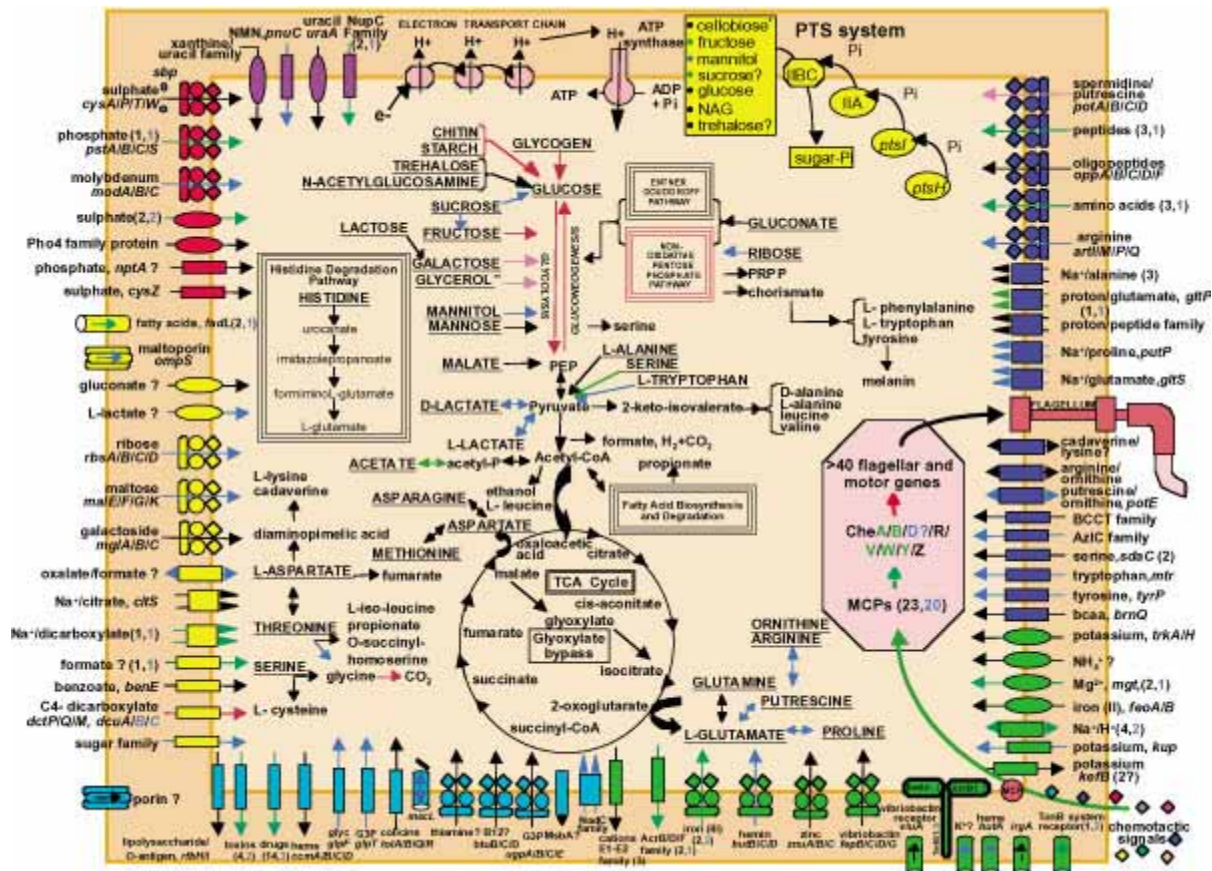 xanthine/
uracil family
NMN, pnuC
uracil
uraA
NupC
Family
(2,1)
ELECTRON TRANSPORT CHAIN
H+
H+
H+
H+
ATP
synthase
e-
ATP
ADP
+ Pi
cellobiose
fructose
mannitol
sucrose?
glucose
NAG
trehalose?
PTS system
IIBC
Pi
IIA
Pi
ptsI
Pi
ptsH
sugar-Pi
sbp
sulphate
cysA/P/T/W
phosphate (1,1)
pstA/B/C/S
molybdenum
modA/B/C
sulphate(2,2)
Pho4 family protein
phosphate, nptA ?
sulphate, cysZ
fatty acids, fadL(2,1)
maltoporin
ompS
gluconate ?
L-lactate ?
ribose
rbsA/B/C/D
maltose
malE/F/G/K
galactoside
mglA/B/C
oxalate/formate ?
Na+/citrate, citS
Na+/dicarboxylate(1,1)
formate ? (1,1)
benzoate, benE
C4- dicarboxylate
dctP/Q/M, dcuA/B/C
sugar family
porin ?
CHITIN
STARCH
GLYCOGEN
TREHALOSE
N-ACETYLGLUCOSAMINE
GLUCOSE
SUCROSE
LACTOSE
FRUCTOSE
GALACTOSE
GLYCEROL
MANNITOL
MANNOSE
GLYCOLYSIS
GLUCONEOGENESIS
ENTNER
DOUDOROFF
PATHWAY
NON-
OXIDATIVE
PENTOSE
PHOSPHATE
PATHWAY
GLUCONATE
RIBOSE
PRPP
chorismate
L- phenylalanine
L- tryptophan
tyrosine
melanin
serine
Histidine Degradation
Pathway
HISTIDINE
urocanate
imidazolepropanoate
formiminoL-glutamate
L-glutamate
MALATE
PEP
L-ALANINE
SERINE
L-TRYPTOPHAN
D-LACTATE
Pyruvate
2-keto-isovalerate
D-alanine
L-alanine
leucine
valine
L-LACTATE
ACETATE
acetyl-P
Acetyl-CoA
formate, H2+CO2
propionate
Fatty Acid Biosynthesis
and Degradation
ethanol
L- leucine
L-lysine
cadaverine
diaminopimelic acid
L-ASPARTATE
fumarate
ASPARAGINE
ASPARTATE
METHIONINE
THREONINE
L-iso-leucine
propionate
O-succinyl-
homoserine
SERINE
glycine
CO2
L- cysteine
oxaloacetic
acid
citrate
malate
TCA Cycle
cis-aconitate
glyoxylate
Glyoxylate
bypass
isocitrate
fumarate
succinate
2-oxoglutarate
succinyl-CoA
ORNITHINE
ARGININE
GLUTAMINE
PUTRESCINE
L-GLUTAMATE
PROLINE
>40 flagellar and
motor genes
CheA/B/D?/R/
V/W/Y/Z
MCPs (23,20)
spermidine/
putrescine
potA/B/C/D
peptides (3,1)
oligopeptides
oppA/B/C/D/F
amino acids (3,1)
arginine
artI/M/P/Q
Na+/alanine (3)
proton/glutamate, gltP
(1,1)
proton/peptide family
Na+/proline, putP
Na+/glutamate, gltS
FLAGELLUM
cadaverine/
lysine?
arginine/
ornithine
putrescine/
ornithine, potE
BCCT family
AzlC family
serine, sdaC (2)
tryptophan, mtr
tyrosine, tyrP
bcaa, brnQ
potassium, trkA/H
NH4+ ?
Mg2+, mgt,(2,1)
iron (II), feoA/B
Na+/H+(4,2)
potassium, kup
potassium
kefB (2?)
MCP
chemotactic
signals
lipopolysaccharide/
O-antigen, rfbH/I
toxins
(4,2)
drugs
(14,3)
heme
ccmA/B/C/D
glyc
glpF
G3P
glpT
colicins
tolA/B/Q/R
mscL
thiamine?
B12?
btuB/C/D
G3P
ugpA/B/C/E
MsbA?
RadC
family
cations
E1-E2
family (3)
AcrB/D/F
family (2,1)
iron (III)
(2,3)
hemin
hutB/C/D
zinc
znuA/B/C
vibriobactin
fepB/C/D/G
vibriobactin
receptor
viuA
heme
hutA
irgA
TonB system
receptor(1,3)